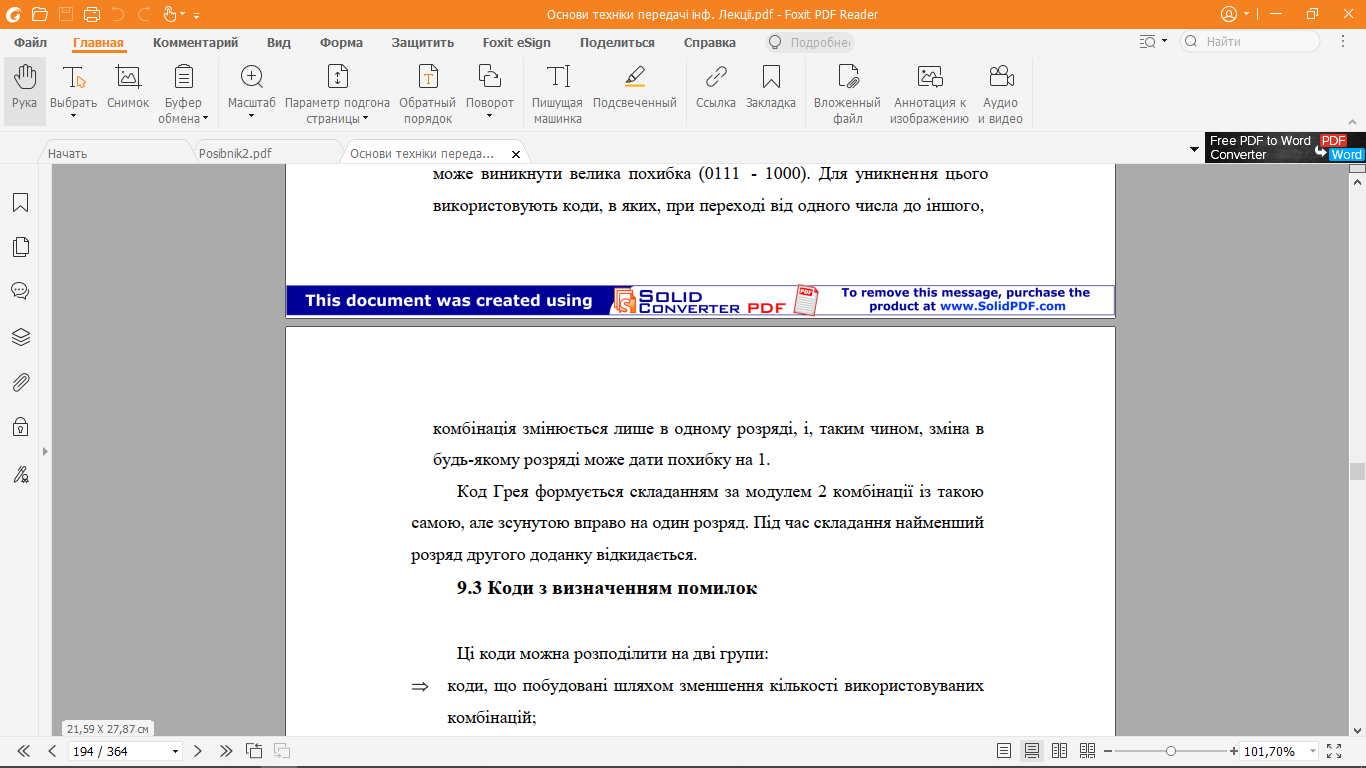 Основи техніки передачі інф. Лекції.pdf - Foxit PDF Reader
Файл Главная Комментарий Вид Форма Защитить Foxit eSign Поделиться Справка Подробнес Найти
Рука Выбрать Снимок Буфер обмена Масштаб Параметр подгона страницы Обратный порядок Поворот Пишущая машинка Подсвеченный Ссылка Закладка Вложенный файл Аннотация к изображению Аудио и видео
Начать Posibnik2.pdf Основи техніки переда...
Free PDF to Word PDF
Converter Word
може виникнути велика похибка (0111 - 1000). Для уникнення цього
використовують коди, в яких, при переході від одного числа до іншого,
This document was created using SOLID CONVERTER PDF To remove this message, purchase the
product at www.SolidPDF.com
комбінація змінюється лише в одному розряді, і, таким чином, зміна в
будь-якому розряді може дати похибку на 1.
Код Грея формується складанням за модулем 2 комбінації із такою
самою, але зсунутою вправо на один розряд. Під час складання найменший
розряд другого доданку відкидається.
9.3 Коди з визначенням помилок
Ці коди можна розподілити на дві групи:
⇒ коди, що побудовані шляхом зменшення кількості використовуваних
комбінацій;
21,59 X 27,87 см
194 / 364 101,70%